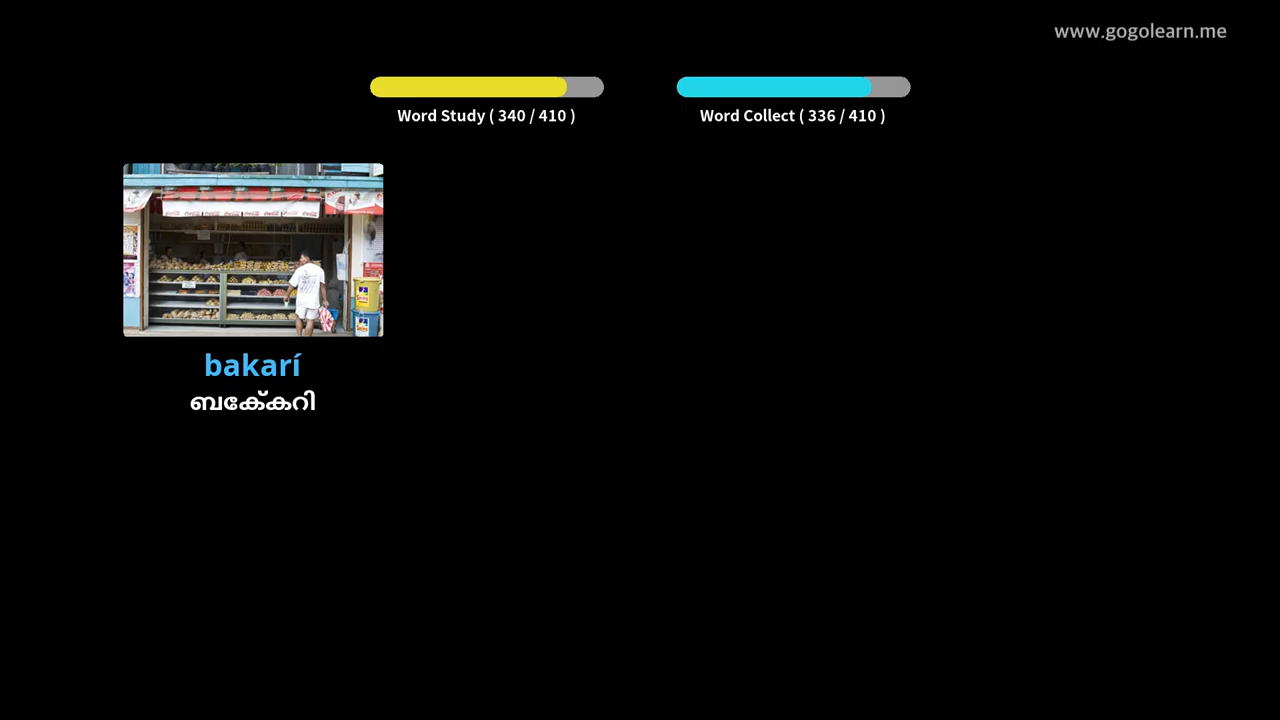 www.gogolearn.me
Word Study ( 340 / 410 )
Word Collect ( 336 / 410 )
bakarí
ബക്കേറി